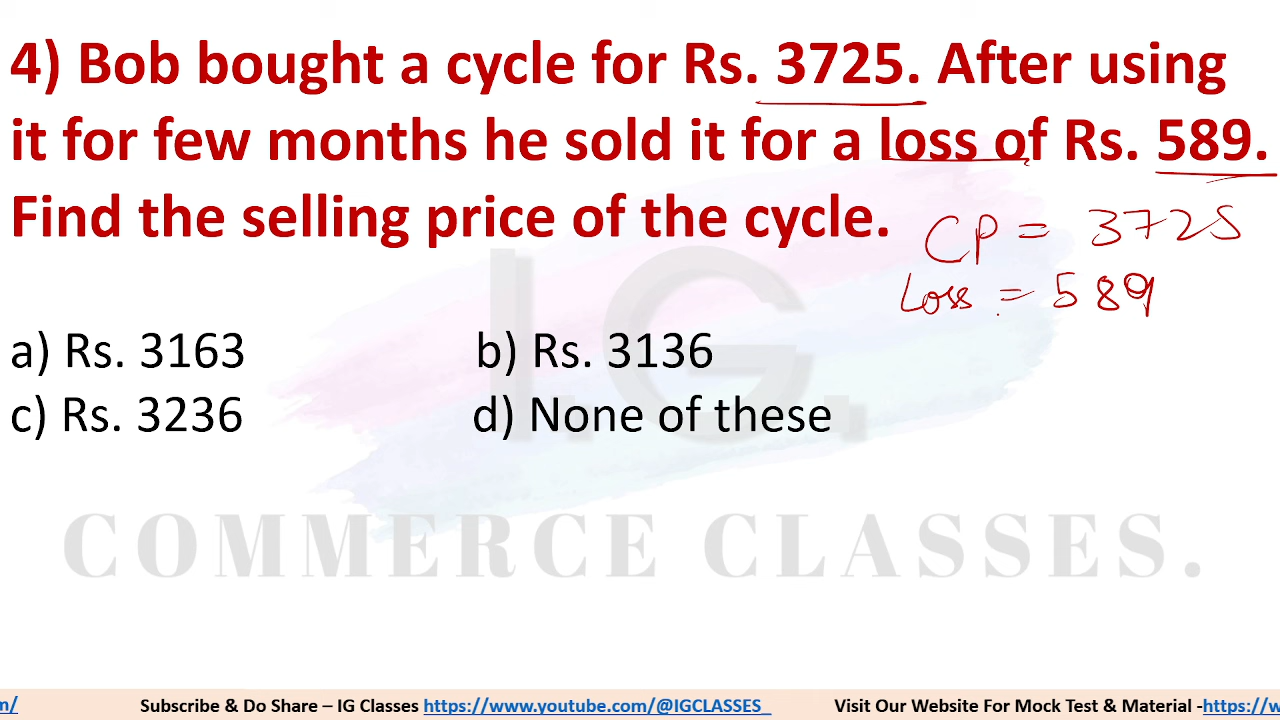 4) Bob bought a cycle for Rs. 3725. After using
it for few months he sold it for a loss of Rs. 589.
Find the selling price of the cycle.
CP = 3725
Loss = 589
a) Rs. 3163 b) Rs. 3136
c) Rs. 3236 d) None of these
I.G.
COMMERCE CLASSES.
m/ Subscribe & Do Share – IG Classes https://www.youtube.com/@IGCLASSES_ Visit Our Website For Mock Test & Material -https://w